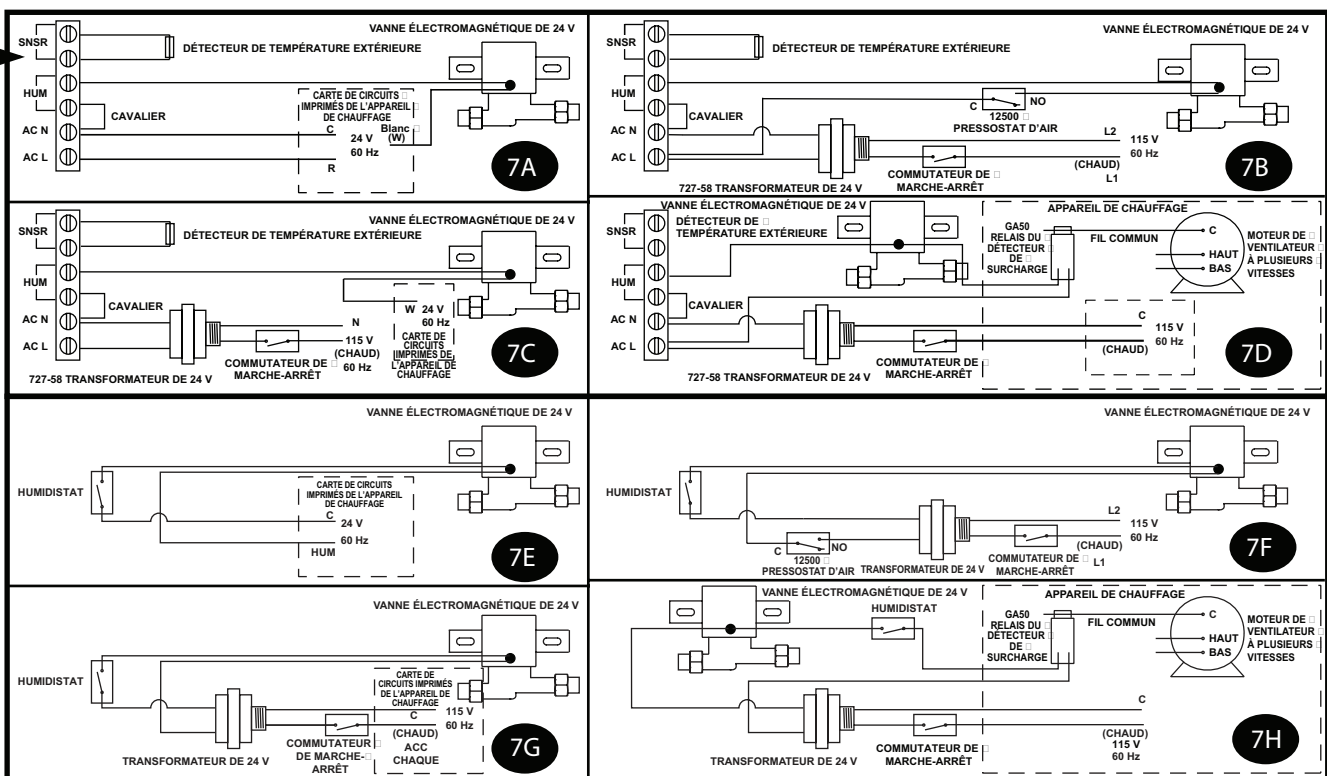 VANNE ÉLECTROMAGNÉTIQUE DE 24 V
SNSR
DÉTECTEUR DE TEMPÉRATURE EXTÉRIEURE
HUM
CAVALIER
AC N
AC L
CARTE DE CIRCUITS
IMPRIMÉS DE L'APPAREIL
DE CHAUFFAGE
C
Blanc
(W)
24 V
60 Hz
R
7A
VANNE ÉLECTROMAGNÉTIQUE DE 24 V
SNSR
DÉTECTEUR DE TEMPÉRATURE EXTÉRIEURE
HUM
CAVALIER
AC N
AC L
C
NO
12500
PRESSOSTAT D'AIR
L2
115 V
60 Hz
(CHAUD)
L1
COMMUTATEUR DE
MARCHE-ARRÊT
727-58 TRANSFORMATEUR DE 24 V
7B
VANNE ÉLECTROMAGNÉTIQUE DE 24 V
SNSR
DÉTECTEUR DE TEMPÉRATURE EXTÉRIEURE
HUM
CAVALIER
AC N
AC L
W 24 V
60 Hz
CARTE DE
CIRCUITS
IMPRIMÉS DE
L'APPAREIL DE
CHAUFFAGE
N
115 V
(CHAUD)
60 Hz
COMMUTATEUR DE
MARCHE-ARRÊT
727-58 TRANSFORMATEUR DE 24 V
7C
VANNE ÉLECTROMAGNÉTIQUE DE 24 V
SNSR
DÉTECTEUR DE
TEMPÉRATURE EXTÉRIEURE
HUM
CAVALIER
AC N
AC L
APPAREIL DE CHAUFFAGE
GA50
RELAIS DU
DÉTECTEUR
DE
SURCHARGE
FIL COMMUN
C
HAUT
BAS
MOTEUR DE
VENTILATEUR
À PLUSIEURS
VITESSES
C
115 V
60 Hz
(CHAUD)
COMMUTATEUR DE
MARCHE-ARRÊT
727-58 TRANSFORMATEUR DE 24 V
7D
VANNE ÉLECTROMAGNÉTIQUE DE 24 V
HUMIDISTAT
CARTE DE CIRCUITS
IMPRIMÉS DE L'APPAREIL
DE CHAUFFAGE
C
24 V
60 Hz
HUM
7E
VANNE ÉLECTROMAGNÉTIQUE DE 24 V
HUMIDISTAT
C
NO
12500
PRESSOSTAT D'AIR
TRANSFORMATEUR DE 24 V
L2
115 V
60 Hz
(CHAUD)
L1
COMMUTATEUR DE
MARCHE-ARRÊT
7F
VANNE ÉLECTROMAGNÉTIQUE DE 24 V
HUMIDISTAT
CARTE DE
CIRCUITS IMPRIMÉS
DE L'APPAREIL DE
CHAUFFAGE
C
115 V
60 Hz
(CHAUD)
ACC
CHAQUE
COMMUTATEUR
DE MARCHE-
ARRÊT
TRANSFORMATEUR DE 24 V
7G
VANNE ÉLECTROMAGNÉTIQUE DE 24 V
HUMIDISTAT
APPAREIL DE CHAUFFAGE
GA50
RELAIS DU
DÉTECTEUR
DE
SURCHARGE
FIL COMMUN
C
HAUT
BAS
MOTEUR DE
VENTILATEUR
À PLUSIEURS
VITESSES
C
(CHAUD)
115 V
60 Hz
COMMUTATEUR DE
MARCHE-ARRÊT
TRANSFORMATEUR DE 24 V
7H